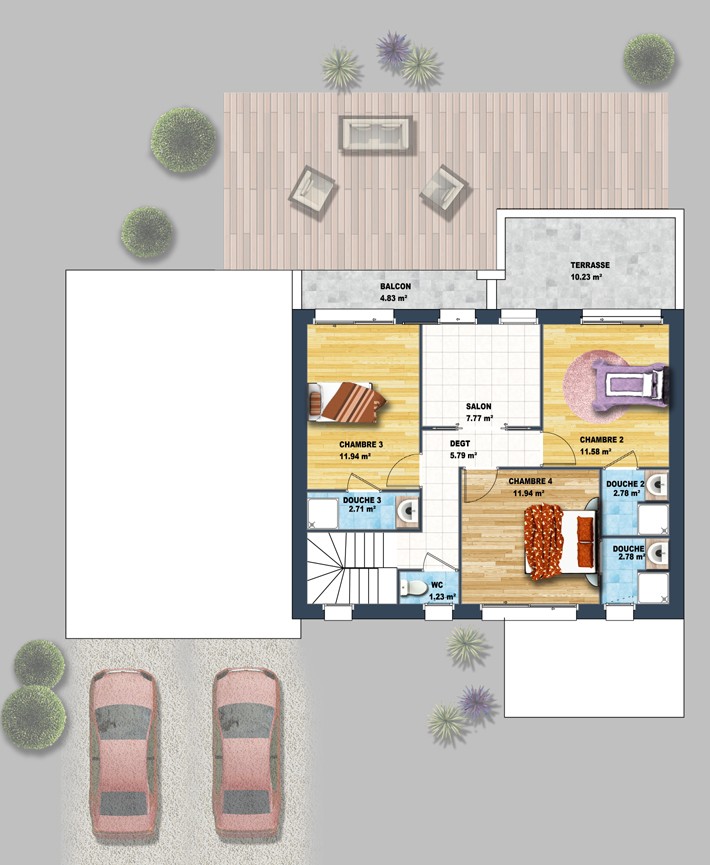 TERRASSE
10.23 m²
BALCON
4.83 m²
SALON
7.77 m²
DEGT
5.79 m²
CHAMBRE 3
11.94 m²
CHAMBRE 2
11.58 m²
CHAMBRE 4
11.94 m²
DOUCHE 2
2.78 m²
DOUCHE 3
2.71 m²
DOUCHE
2.78 m²
WC
1,23 m²